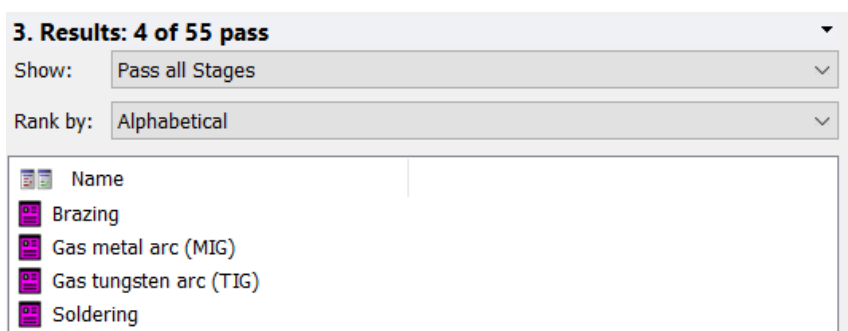 3. Results: 4 of 55 pass
Show: Pass all Stages
Rank by: Alphabetical
Name
Brazing
Gas metal arc (MIG)
Gas tungsten arc (TIG)
Soldering